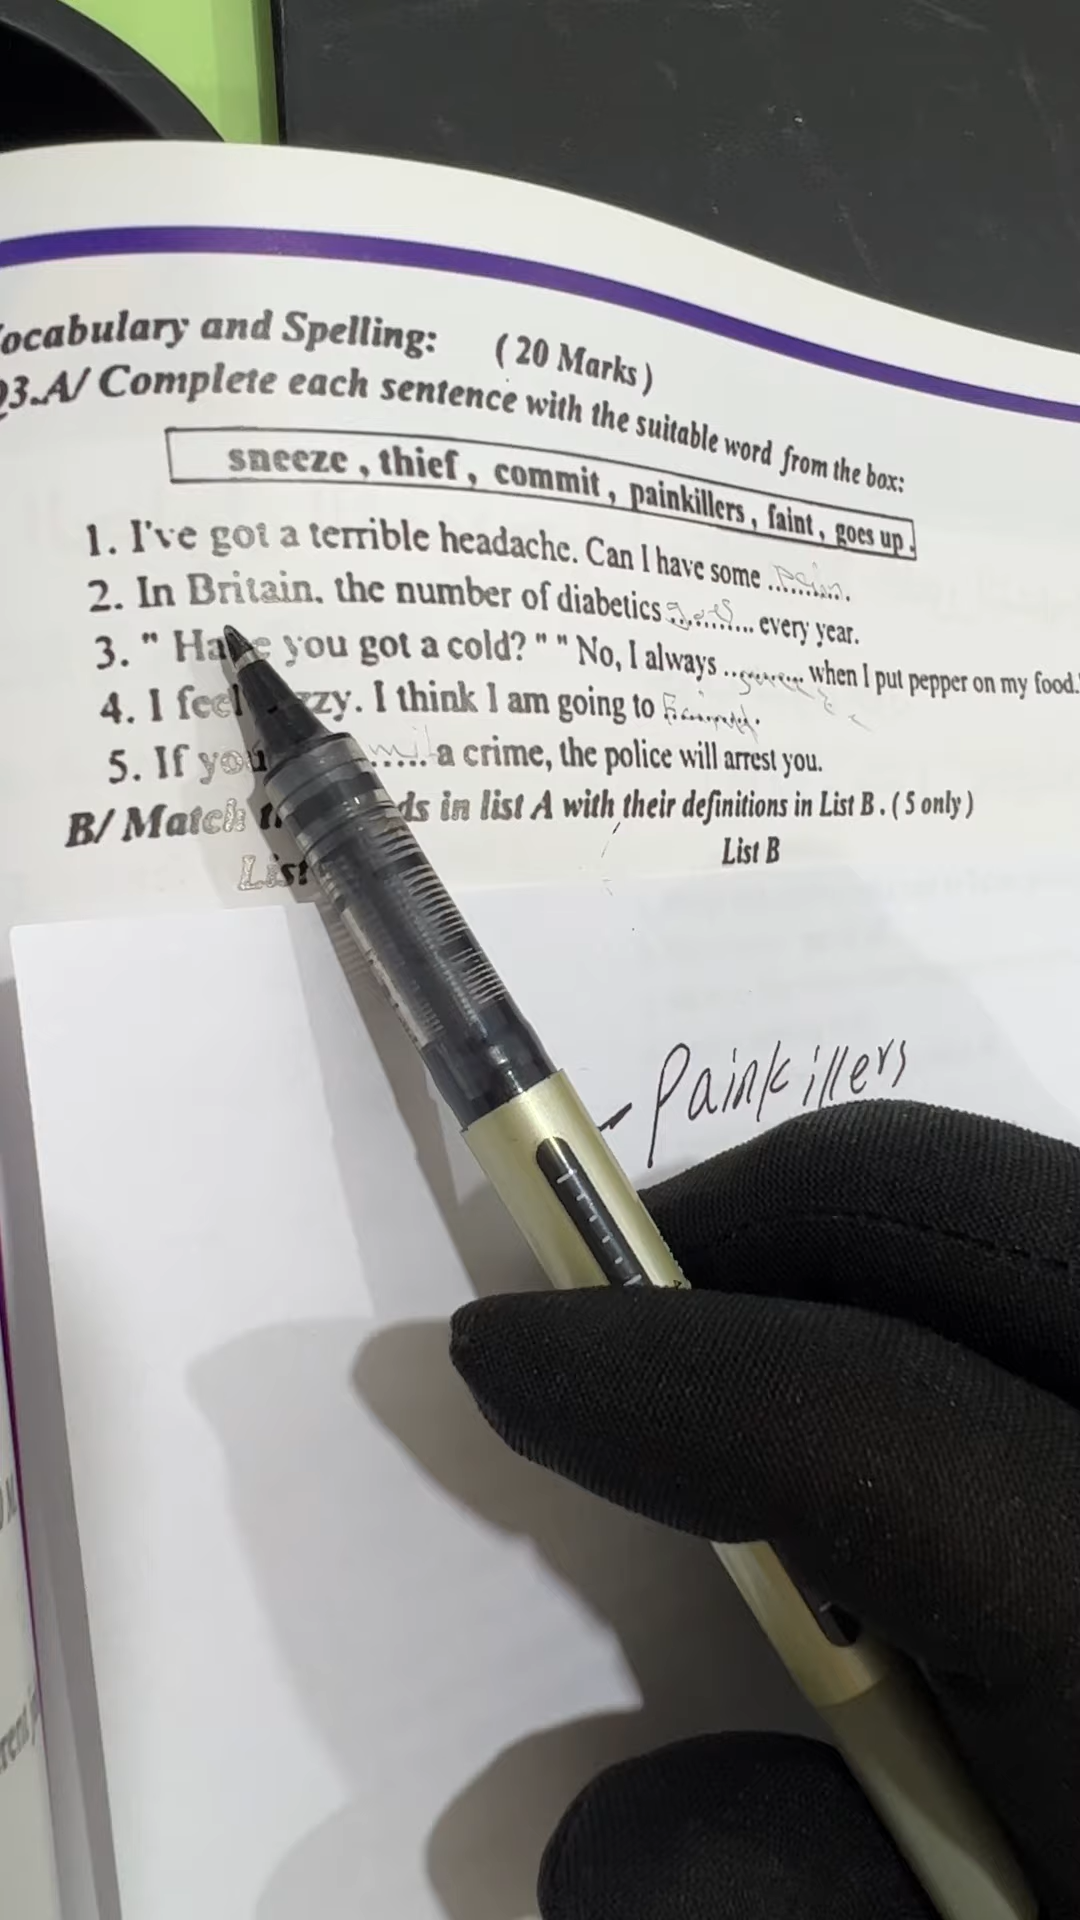 ocabulary and Spelling: ( 20 Marks )
3.A/ Complete each sentence with the suitable word from the box:
sneeze , thief , commit , painkillers , faint , goes up .
1. I've got a terrible headache. Can I have some .........
2. In Britain, the number of diabetics ......... every year.
3. " Have you got a cold? " " No, I always ......... when I put pepper on my food.
4. I feel zzy. I think I am going to .
5. If you ..... a crime, the police will arrest you.
B/ Match ds in list A with their definitions in List B . ( 5 only )
List
List B
Painkillers